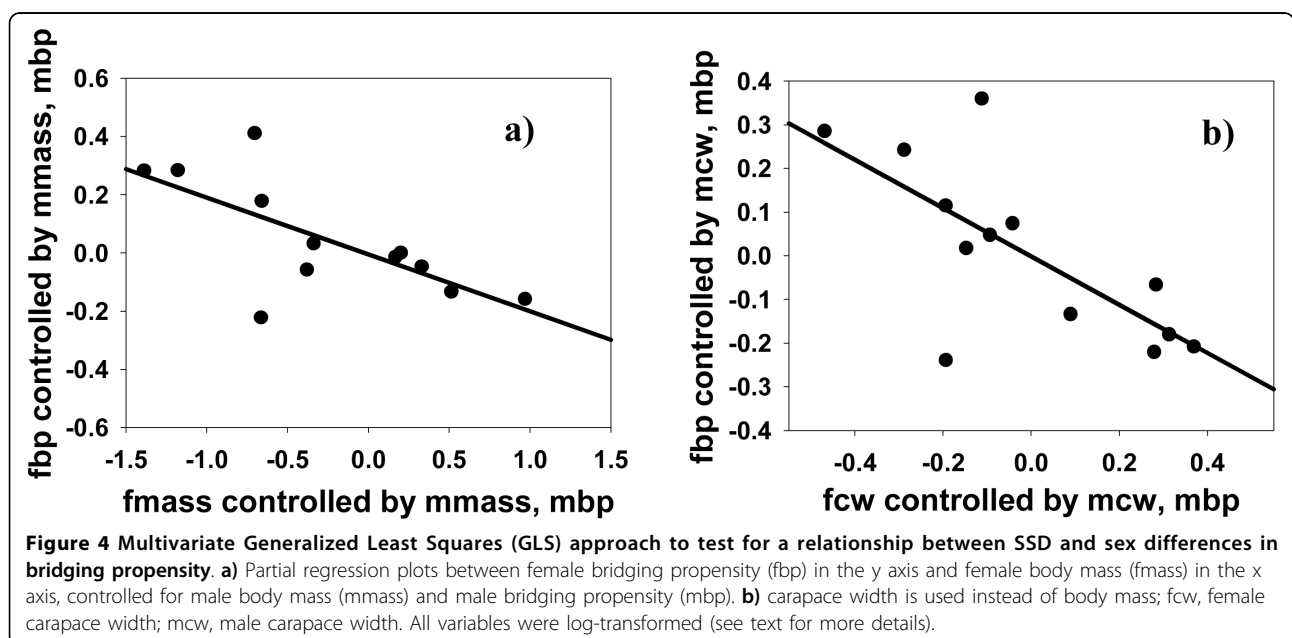 fbp controlled by mmass, mbp
0.6
0.4
0.2
0.0
-0.2
-0.4
-0.6
a)
-1.5 -1.0 -0.5 0.0 0.5 1.0 1.5
fmass controlled by mmass, mbp
fbp controlled by mcw, mbp
0.4
0.3
0.2
0.1
0.0
-0.1
-0.2
-0.3
-0.4
b)
-0.4 -0.2 0.0 0.2 0.4
fcw controlled by mcw, mbp
Figure 4 Multivariate Generalized Least Squares (GLS) approach to test for a relationship between SSD and sex differences in
bridging propensity. a) Partial regression plots between female bridging propensity (fbp) in the y axis and female body mass (fmass) in the x
axis, controlled for male body mass (mmass) and male bridging propensity (mbp). b) carapace width is used instead of body mass; fcw, female
carapace width; mcw, male carapace width. All variables were log-transformed (see text for more details).